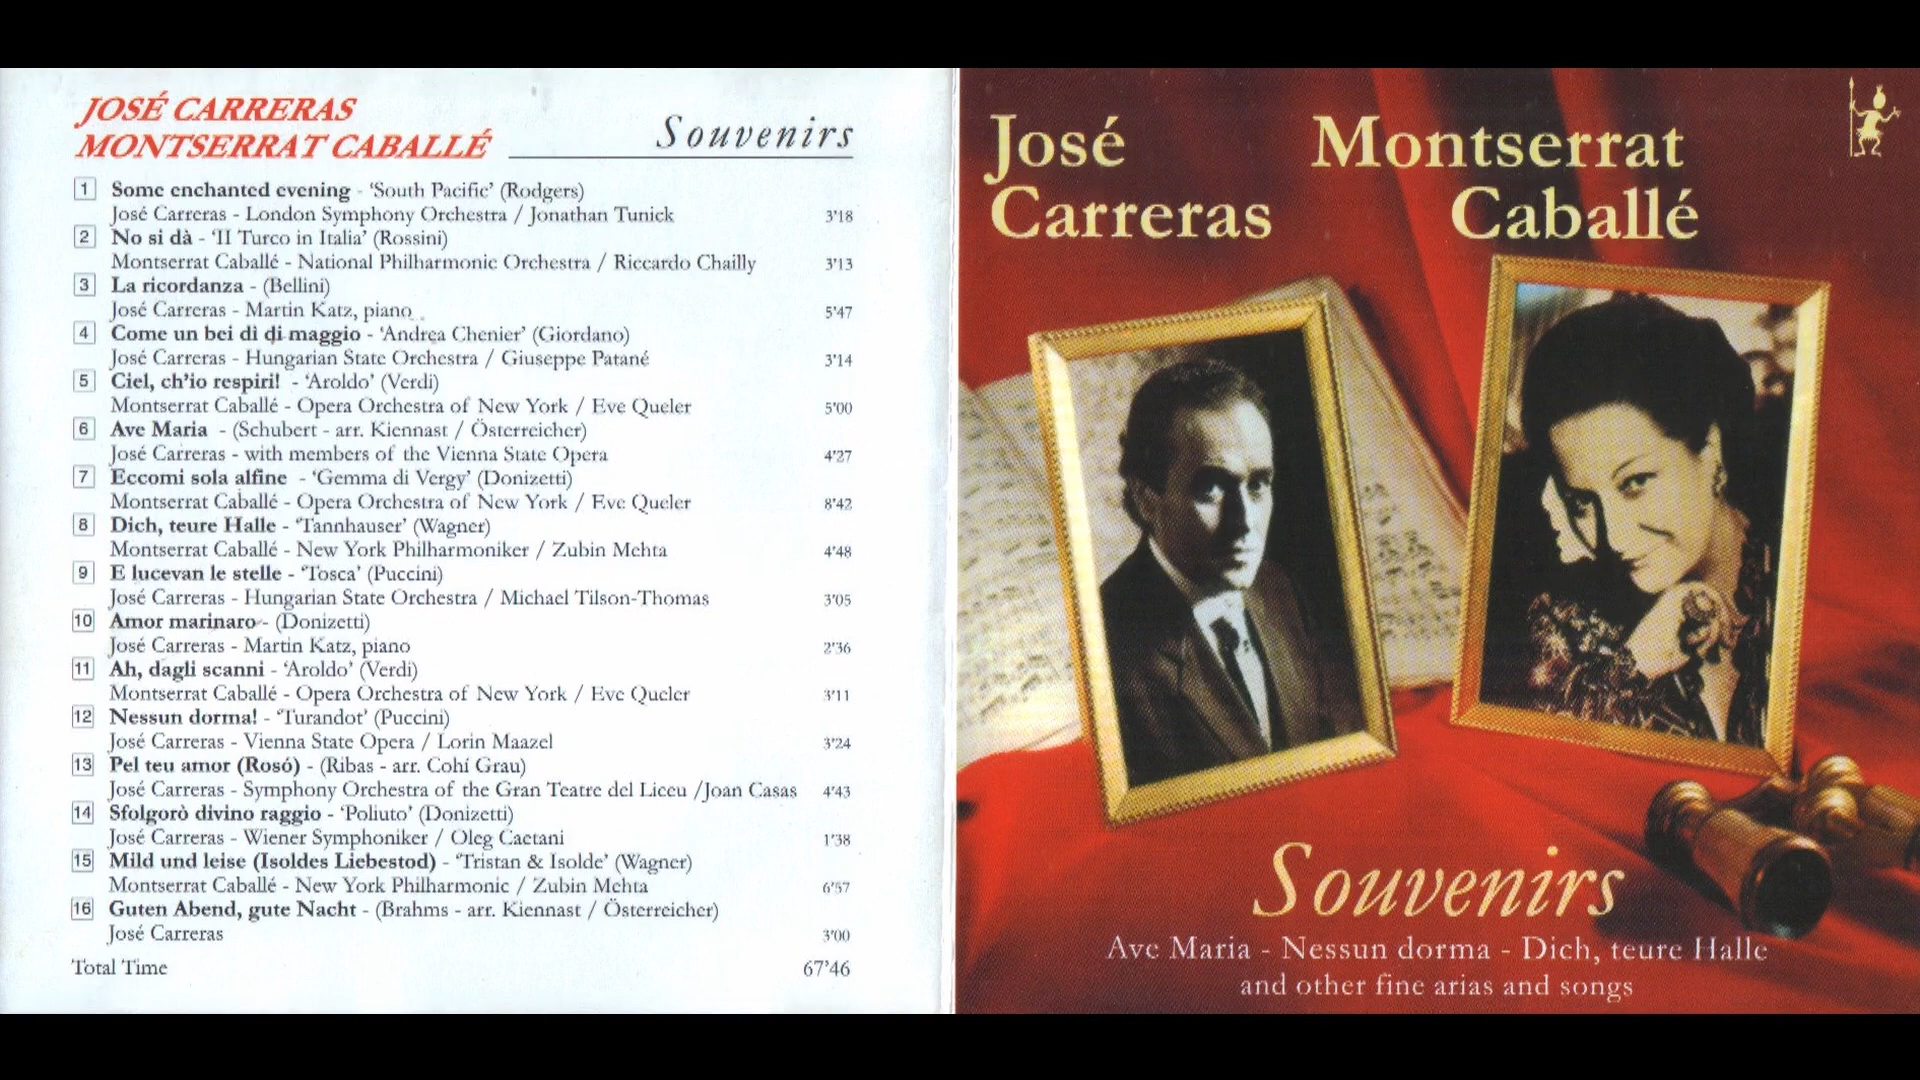 JOSÉ CARRERAS
MONTSERRAT CABALLÉ
Souvenirs
1 Some enchanted evening - ‘South Pacific’ (Rodgers)
José Carreras - London Symphony Orchestra / Jonathan Tunick 3’18
2 No si dà - ‘II Turco in Italia’ (Rossini)
Montserrat Caballé - National Philharmonic Orchestra / Riccardo Chailly 3’13
3 La ricordanza - (Bellini)
José Carreras - Martin Katz, piano 5’47
4 Come un bei di di maggio - ‘Andrea Chenier’ (Giordano)
José Carreras - Hungarian State Orchestra / Giuseppe Patané 3’14
5 Ciel, ch’io respiri! - ‘Aroldo’ (Verdi)
Montserrat Caballé - Opera Orchestra of New York / Eve Queler 5’00
6 Ave Maria - (Schubert - arr. Kiennast / Österreicher)
José Carreras - with members of the Vienna State Opera 4’27
7 Eccomi sola alfine - ‘Gemma di Vergy’ (Donizetti)
Montserrat Caballé - Opera Orchestra of New York / Eve Queler 8’42
8 Dich, teure Halle - ‘Tannhauser’ (Wagner)
Montserrat Caballé - New York Philharmoniker / Zubin Mehta 4’48
9 E lucevan le stelle - ‘Tosca’ (Puccini)
José Carreras - Hungarian State Orchestra / Michael Tilson-Thomas 3’05
10 Amor marinaro - (Donizetti)
José Carreras - Martin Katz, piano 2’36
11 Ah, dagli scanni - ‘Aroldo’ (Verdi)
Montserrat Caballé - Opera Orchestra of New York / Eve Queler 3’11
12 Nessun dorma! - ‘Turandot’ (Puccini)
José Carreras - Vienna State Opera / Lorin Maazel 3’24
13 Pel teu amor (Rosó) - (Ribas - arr. Cohí Grau)
José Carreras - Symphony Orchestra of the Gran Teatre del Liceu /Joan Casas 4’43
14 Sfolgorò divino raggio - ‘Poliuto’ (Donizetti)
José Carreras - Wiener Symphoniker / Oleg Caetani 1’38
15 Mild und leise (Isoldes Liebestod) - ‘Tristan & Isolde’ (Wagner)
Montserrat Caballé - New York Philharmonic / Zubin Mehta 6’57
16 Guten Abend, gute Nacht - (Brahms - arr. Kiennast / Österreicher)
José Carreras 3’00
Total Time 67’46
José Carreras
Montserrat Caballé
Souvenirs
Ave Maria - Nessun dorma - Dich, teure Halle
and other fine arias and songs